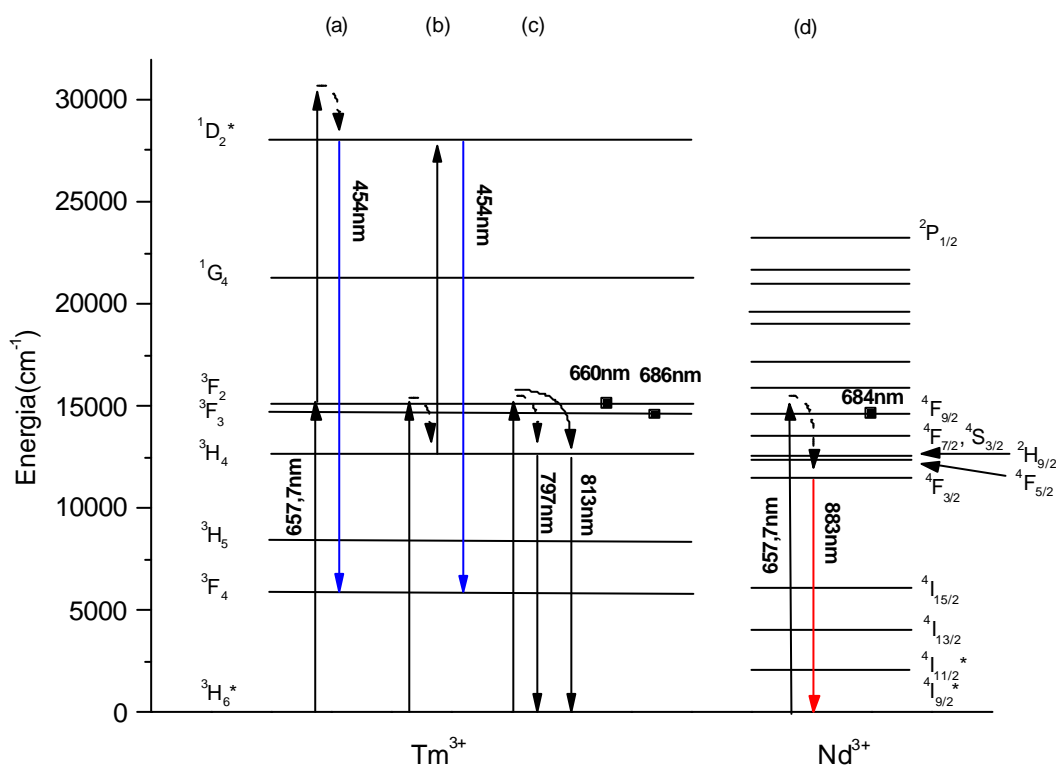 (a) (b) (c) (d)
30000
25000
20000
15000
10000
5000
0
Energia(cm⁻¹)
¹D₂*
¹G₄
³F₂
³F₃
³H₄
³H₅
³F₄
³H₆*
657,7nm
454nm
454nm
797nm
813nm
660nm
686nm
657,7nm
883nm
684nm
²P₁/₂
⁴F₉/₂
⁴F₇/₂,⁴S₃/₂
²H₉/₂
⁴F₅/₂
⁴F₃/₂
⁴I₁₅/₂
⁴I₁₃/₂
⁴I₁₁/₂*
⁴I₉/₂*
Tm³⁺
Nd³⁺